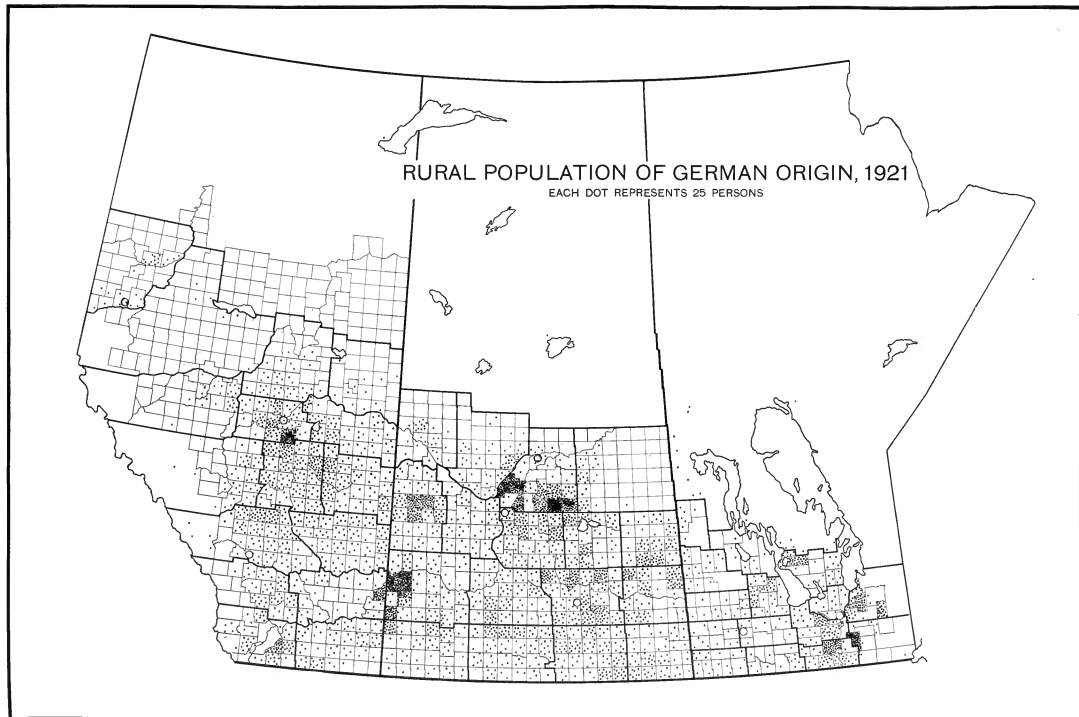 RURAL POPULATION OF GERMAN ORIGIN, 1921
EACH DOT REPRESENTS 25 PERSONS